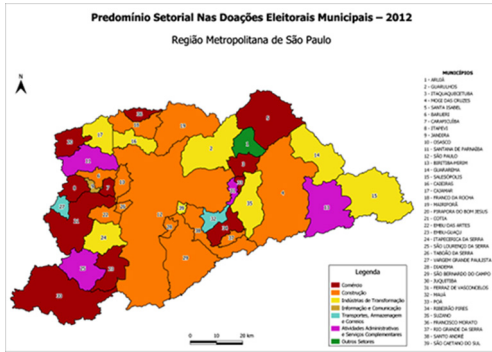 Predomínio Setorial Nas Doações Eleitorais Municipais – 2012
Região Metropolitana de São Paulo
N
MUNICÍPIOS
1 - ARUJÁ
2 - GUARULHOS
3 - ITAQUAQUECETUBA
4 - MOGI DAS CRUZES
5 - SANTA ISABEL
6 - BARUERI
7 - CARAPICUÍBA
8 - ITAPEVI
9 - JANDIRA
10 - OSASCO
11 - SANTANA DE PARNAÍBA
12 - SÃO PAULO
13 - BIRITIBA-MIRIM
14 - GUARAREMA
15 - SALESÓPOLIS
16 - CAIEIRAS
17 - CAJAMAR
18 - FRANCO DA ROCHA
19 - MAIRIPORÃ
20 - PIRAPORA DO BOM JESUS
21 - COTIA
22 - EMBU DAS ARTES
23 - EMBU-GUAÇU
24 - ITAPECERICA DA SERRA
25 - SÃO LOURENÇO DA SERRA
26 - TABOÃO DA SERRA
27 - VARGEM GRANDE PAULISTA
28 - DIADEMA
29 - SÃO BERNARDO DO CAMPO
30 - JUQUITIBA
31 - FERRAZ DE VASCONCELOS
32 - MAUÁ
33 - POÁ
34 - RIBEIRÃO PIRES
35 - SUZANO
36 - FRANCISCO MORATO
37 - RIO GRANDE DA SERRA
38 - SANTO ANDRÉ
39 - SÃO CAETANO DO SUL
Legenda
Comércio
Construção
Indústrias de Transformação
Informação e Comunicação
Transportes, Armazenagem
e Correios
Atividades Administrativas
e Serviços Complementares
Outros Setores
0 10 20 km